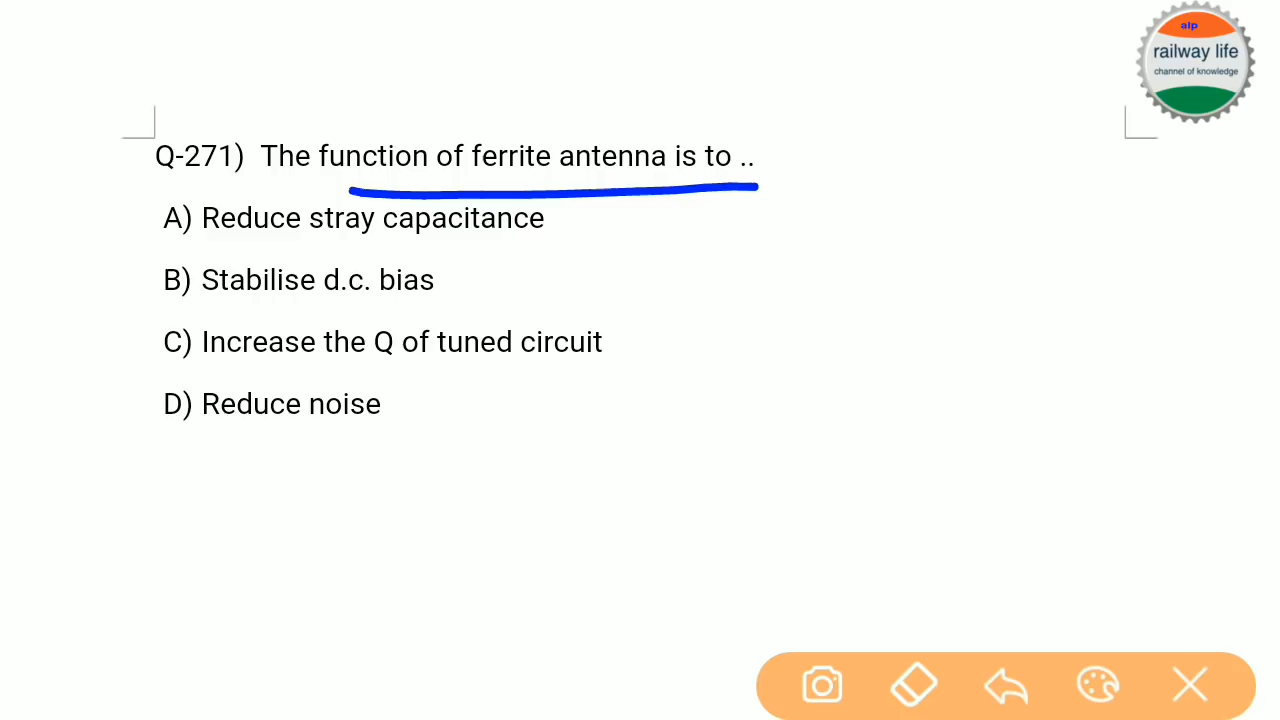 alp
railway life
channel of knowledge
Q-271) The function of ferrite antenna is to ..
A) Reduce stray capacitance
B) Stabilise d.c. bias
C) Increase the Q of tuned circuit
D) Reduce noise